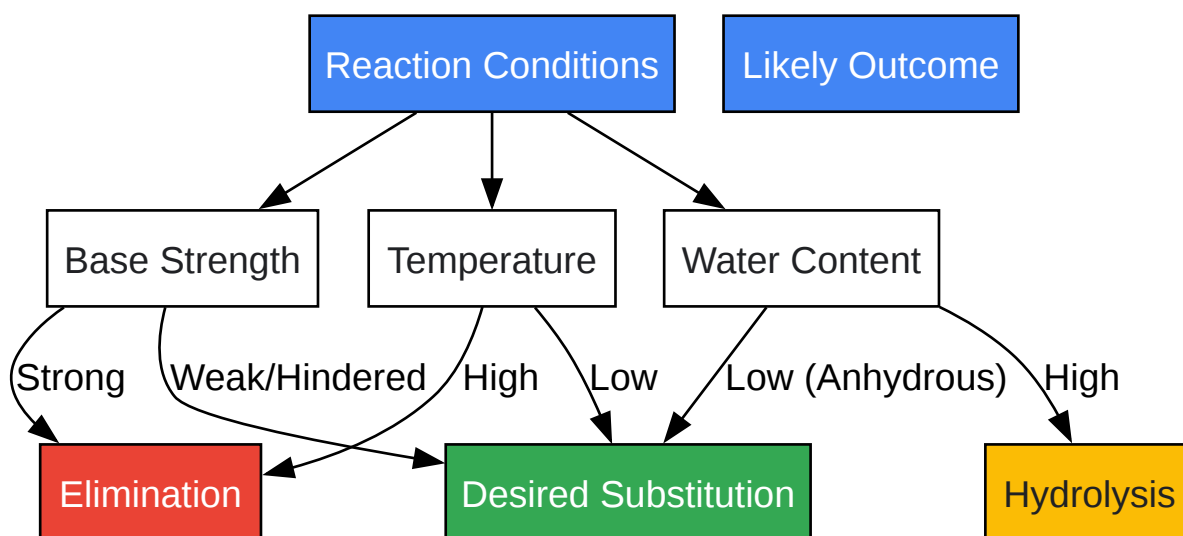 Reaction Conditions
Likely Outcome
Base Strength
Temperature
Water Content
Strong
Weak/Hindered
High
Low
Low (Anhydrous)
High
Elimination
Desired Substitution
Hydrolysis